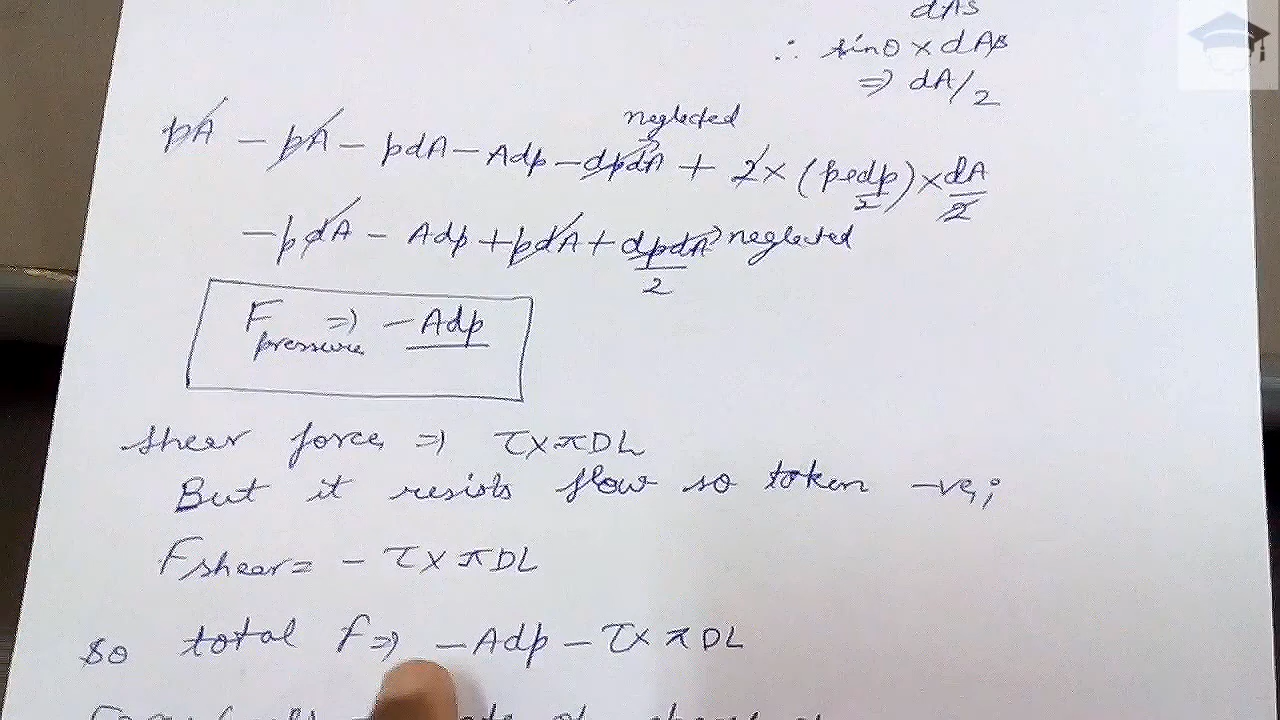 dAs
∴ sinθ × dAs
⇒ dA/2
neglected
pA − pA − pdA − Adp − dpdA + 2 × (p+dp/2) × dA/2
− pdA − Adp + pdA + dpdA/2 neglected
F pressure ⇒ − Adp
shear force ⇒ τ × πDL
But it resists flow so taken −ve;
Fshear = − τ × πDL
so total F ⇒ − Adp − τ × πDL